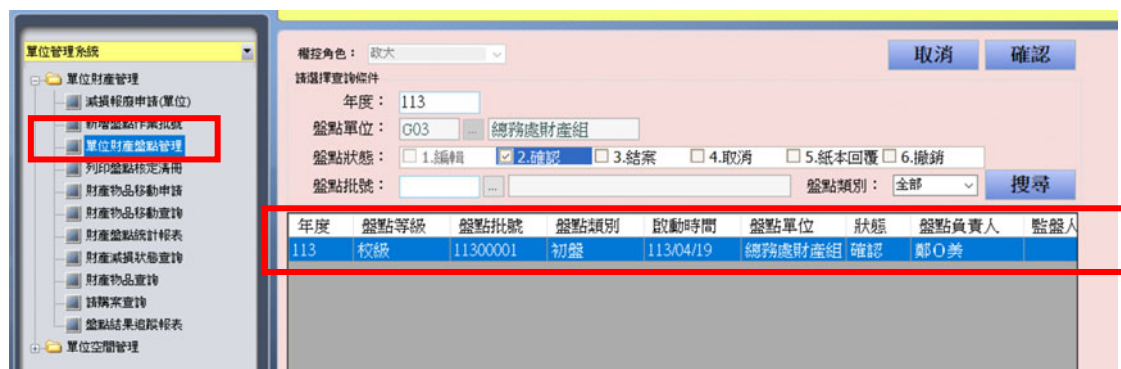 單位管理系統
單位財產管理
減損報廢申請(單位)
新增盤點作業批號
單位財產盤點管理
列印盤點核定清冊
財產物品移動申請
財產物品移動查詢
財產盤點統計報表
財產減損狀態查詢
財產物品查詢
請購案查詢
盤點結果追蹤報表
單位空間管理
權控角色： 政大 取消 確認
請選擇查詢條件
年度： 113
盤點單位： G03 ... 總務處財產組
盤點狀態： 1.編輯 2.確認 3.結案 4.取消 5.紙本回覆 6.撤銷
盤點批號： ... 盤點類別： 全部 搜尋
年度 盤點等級 盤點批號 盤點類別 啟動時間 盤點單位 狀態 盤點負責人 監盤人
113 校級 11300001 初盤 113/04/19 總務處財產組 確認 鄭O美